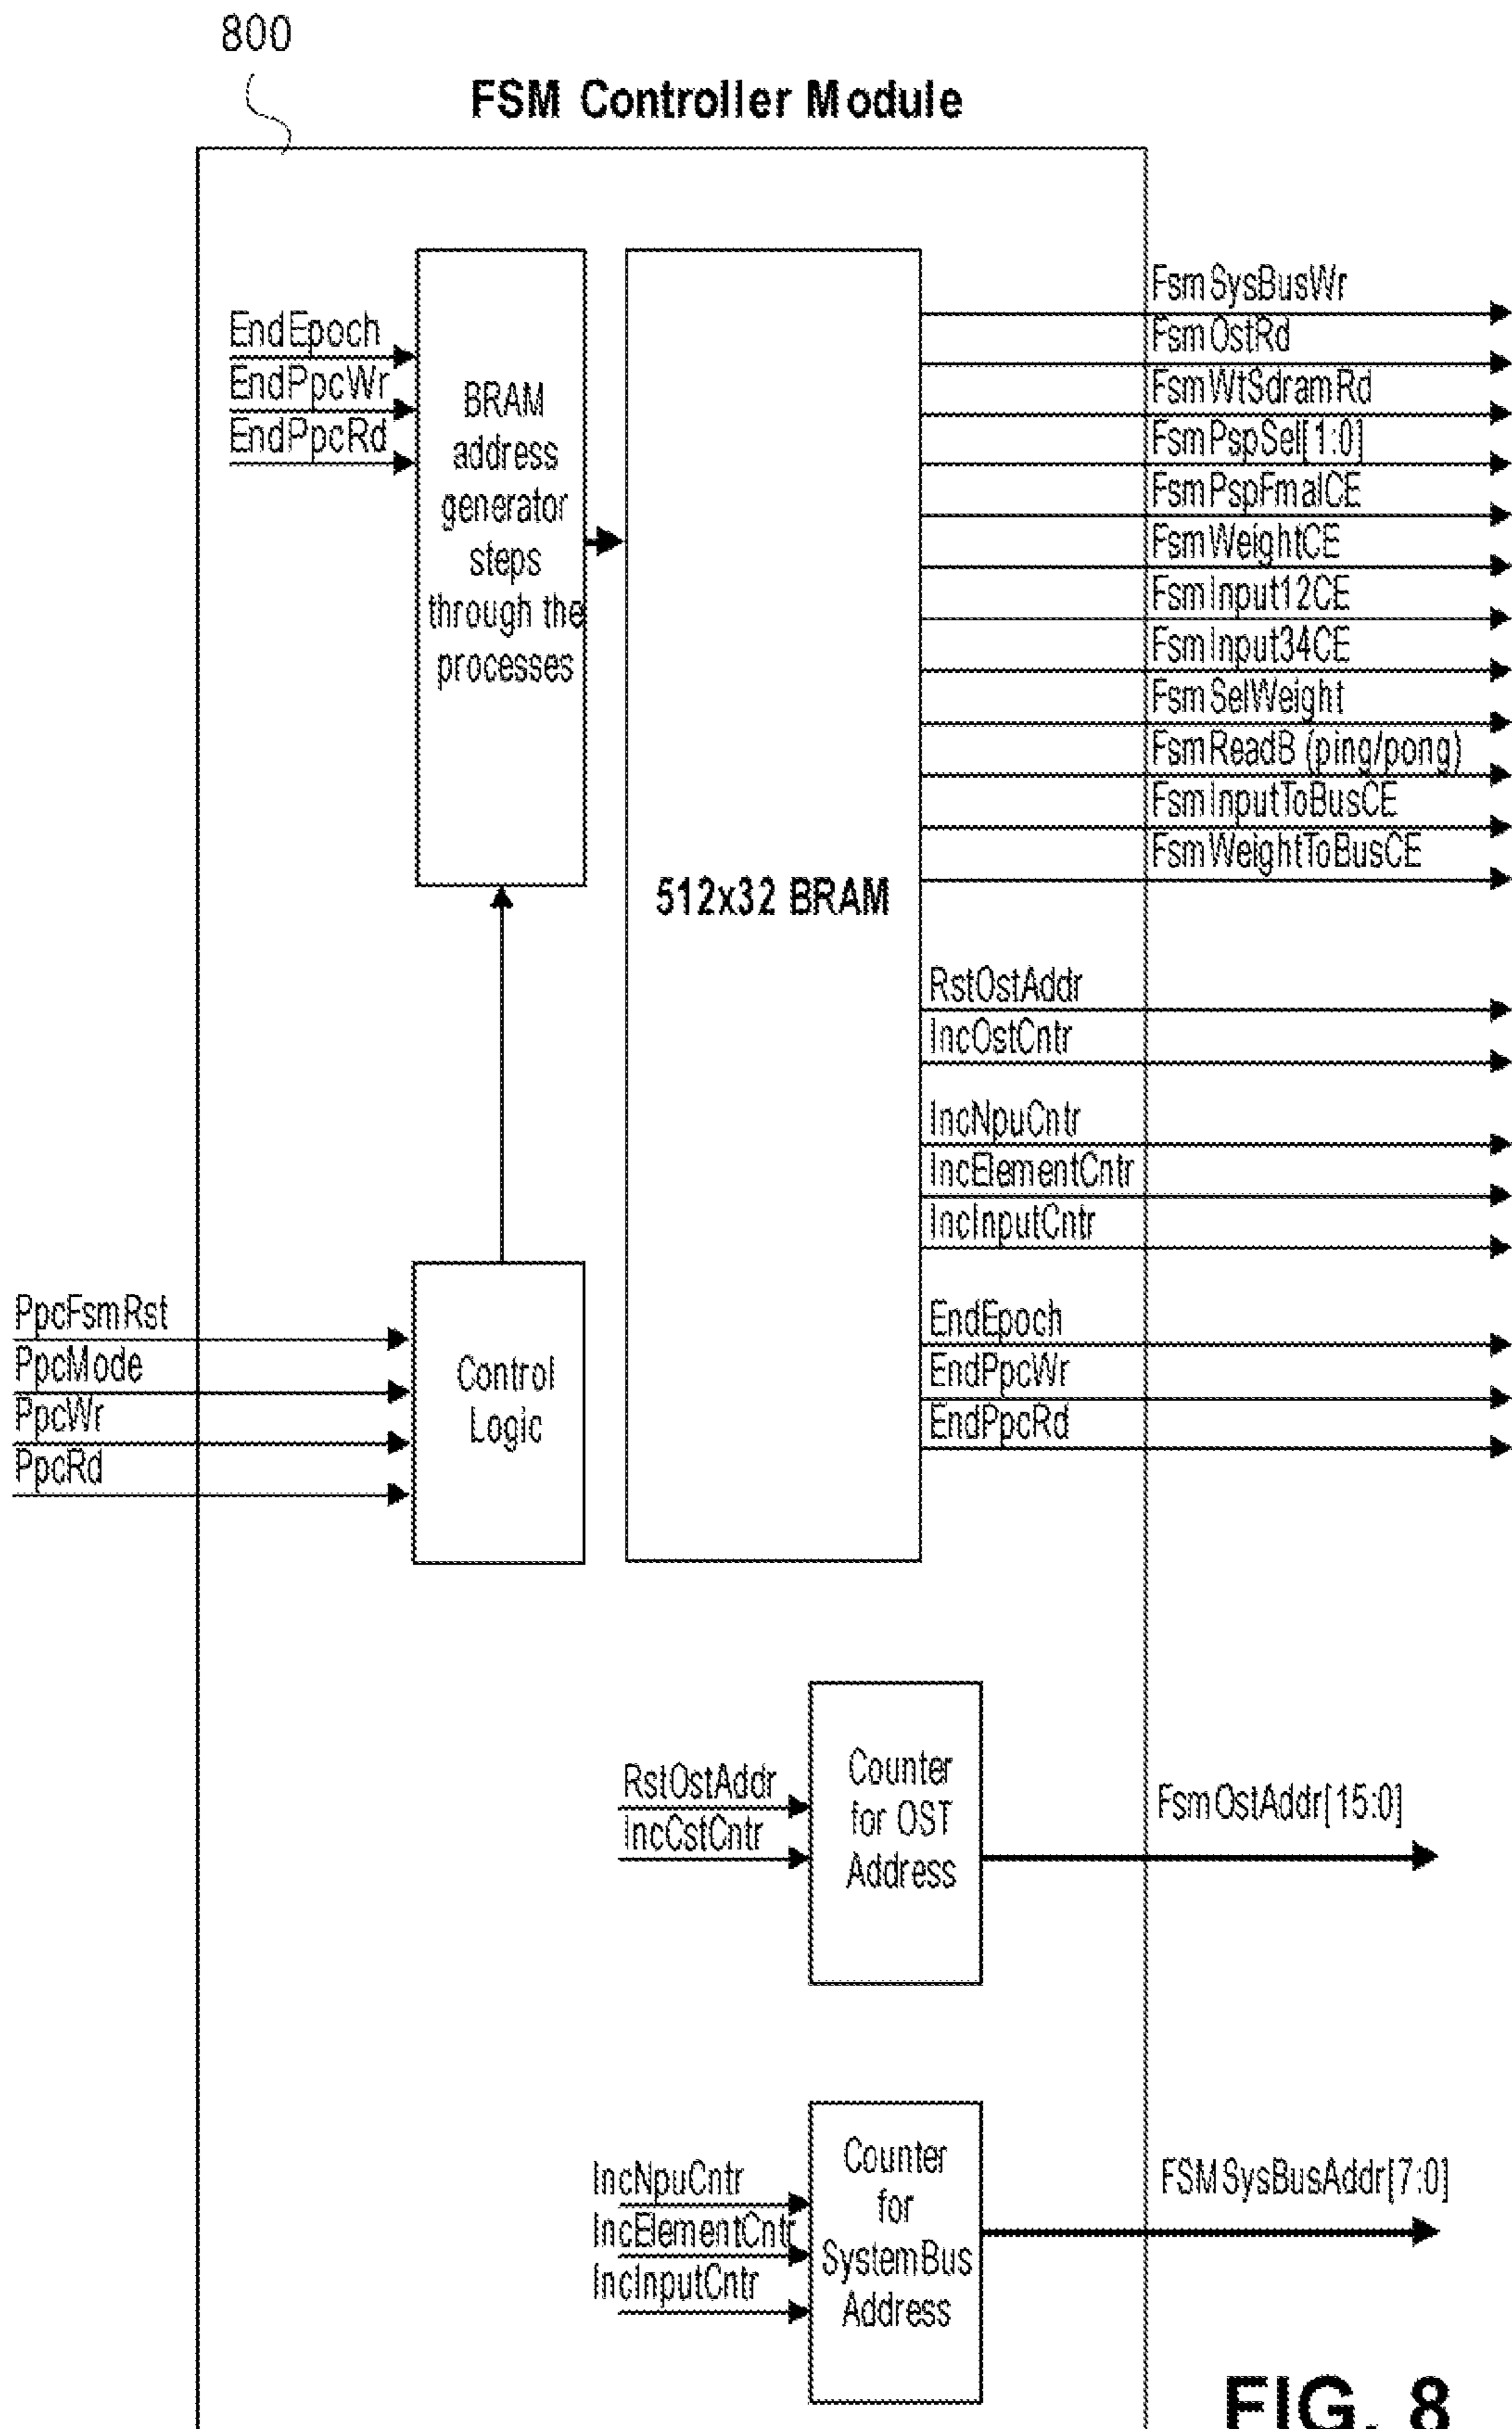 800
FSM Controller Module
EndEpoch
EndPpcWr
EndPpcRd
BRAM
address
generator
steps
through the
processes
512x32 BRAM
FsmSysBusWr
FsmOstRd
FsmWtSdramRd
FsmPspSel[1:0]
FsmPspFmalCE
FsmWeightCE
FsmInput12CE
FsmInput34CE
FsmSelWeight
FsmReadB (ping/pong)
FsmInputToBusCE
FsmWeightToBusCE
RstOstAddr
IncOstCntr
IncNpuCntr
IncElementCntr
IncInputCntr
EndEpoch
EndPpcWr
EndPpcRd
PpcFsmRst
PpcMode
PpcWr
PpcRd
Control
Logic
RstOstAddr
IncCstCntr
Counter
for OST
Address
FsmOstAddr[15:0]
IncNpuCntr
IncElementCntr
IncInputCntr
Counter
for
SystemBus
Address
FSMSysBusAddr[7:0]
FIG. 8